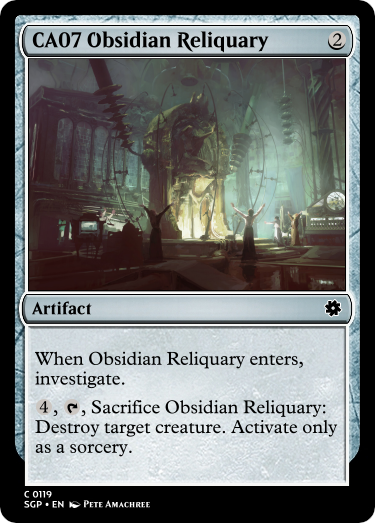 CA07 Obsidian Reliquary 2
Artifact
When Obsidian Reliquary enters,
investigate.
4, , Sacrifice Obsidian Reliquary:
Destroy target creature. Activate only
as a sorcery.
C 0119
SGP • EN Pete Amachree